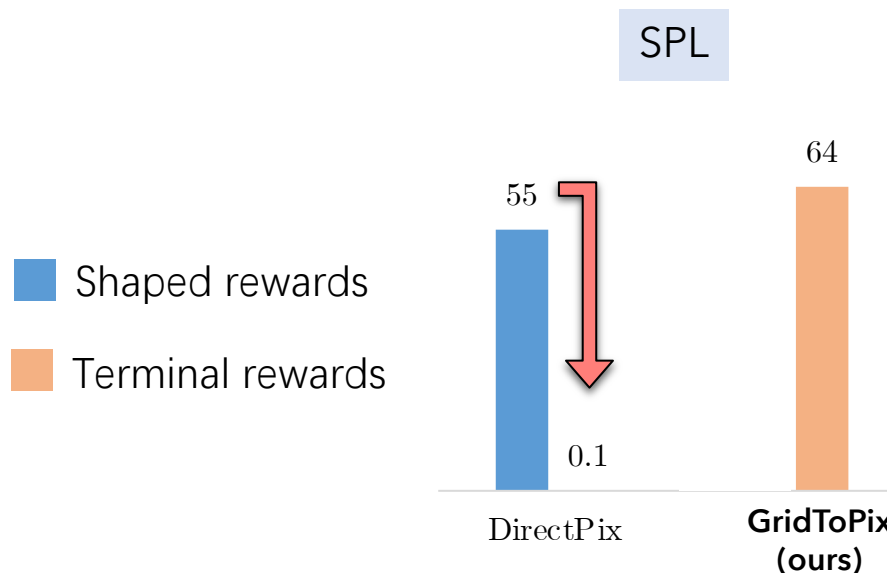 SPL
64
55
Shaped rewards
Terminal rewards
0.1
DirectPix
GridToPix
(ours)